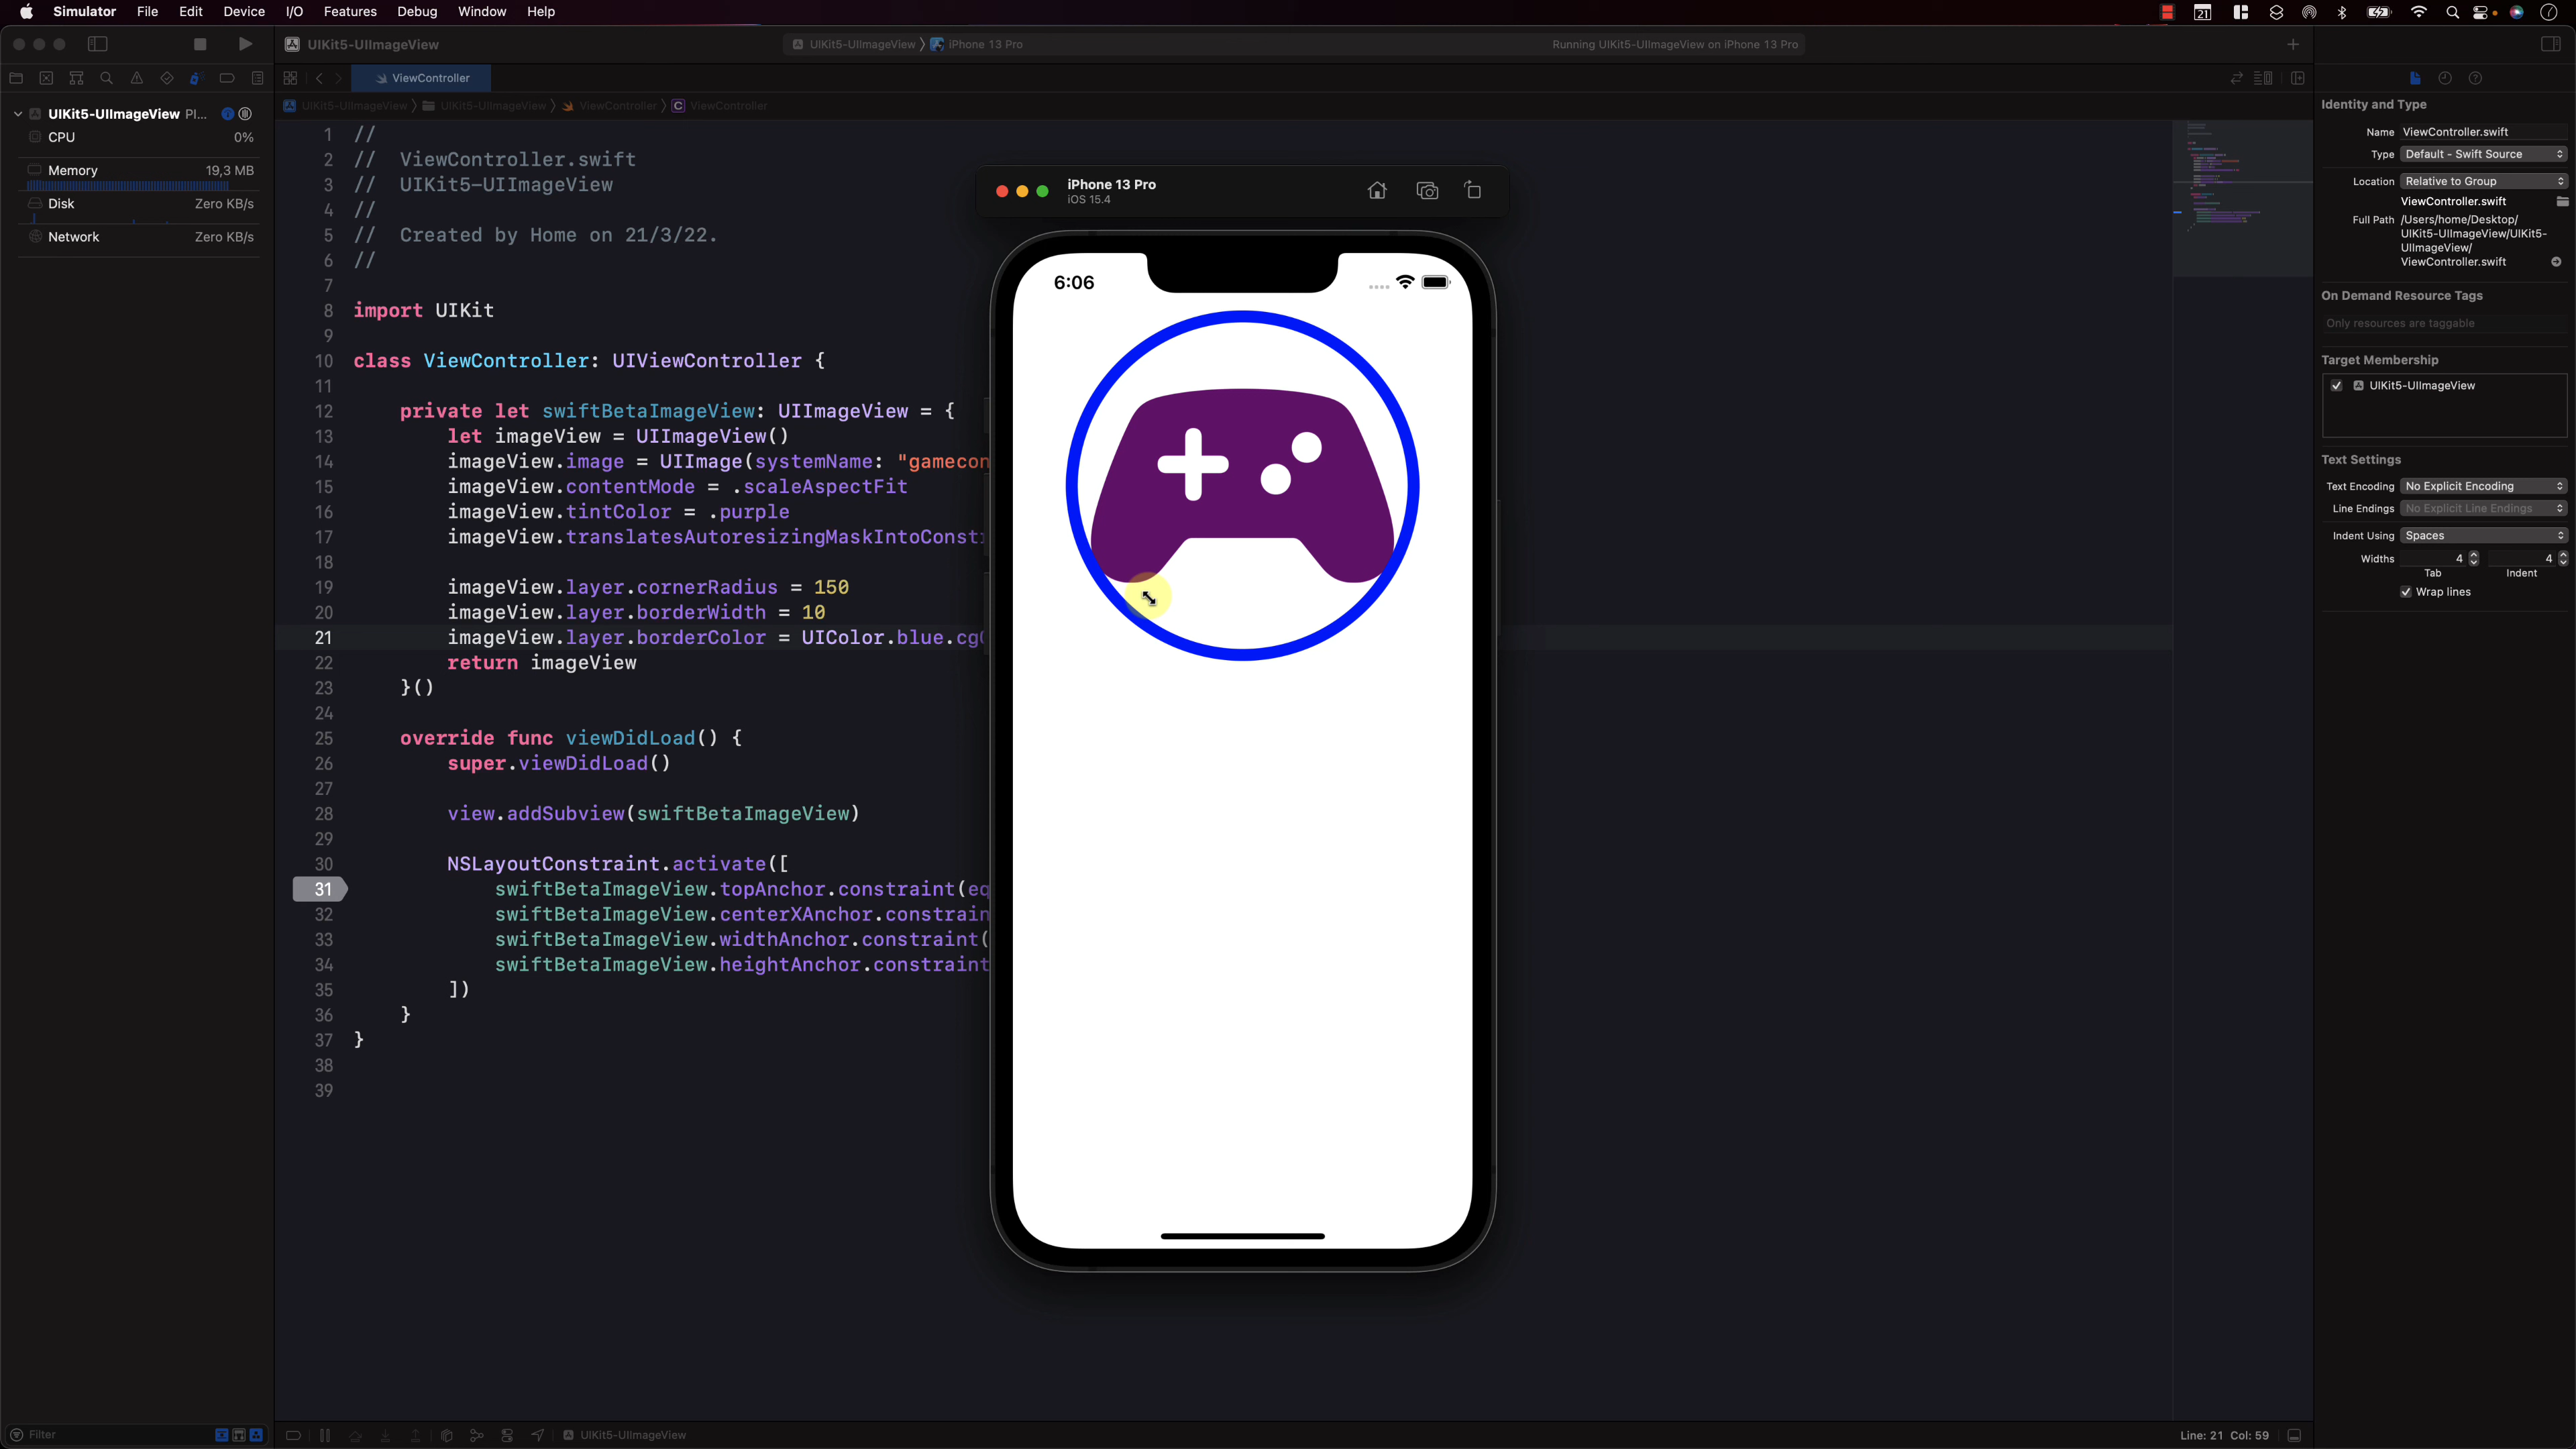 Simulator File Edit Device I/O Features Debug Window Help
21
UIKit5-UIImageView
UIKit5-UIImageView 〉 iPhone 13 Pro
Running UIKit5-UIImageView on iPhone 13 Pro
ViewController
UIKit5-UIImageView 〉 UIKit5-UIImageView 〉 ViewController 〉 C ViewController
UIKit5-UIImageView Pl...
CPU 0%
Memory 19,3 MB
Disk Zero KB/s
Network Zero KB/s
1 //
2 // ViewController.swift
3 // UIKit5-UIImageView
4 //
5 // Created by Home on 21/3/22.
6 //
7
8 import UIKit
9
10 class ViewController: UIViewController {
11
12 private let swiftBetaImageView: UIImageView = {
13 let imageView = UIImageView()
14 imageView.image = UIImage(systemName: "gamecon
15 imageView.contentMode = .scaleAspectFit
16 imageView.tintColor = .purple
17 imageView.translatesAutoresizingMaskIntoConst
18
19 imageView.layer.cornerRadius = 150
20 imageView.layer.borderWidth = 10
21 imageView.layer.borderColor = UIColor.blue.cg
22 return imageView
23 }()
24
25 override func viewDidLoad() {
26 super.viewDidLoad()
27
28 view.addSubview(swiftBetaImageView)
29
30 NSLayoutConstraint.activate([
31 swiftBetaImageView.topAnchor.constraint(eq
32 swiftBetaImageView.centerXAnchor.constrain
33 swiftBetaImageView.widthAnchor.constraint(
34 swiftBetaImageView.heightAnchor.constraint
35 ])
36 }
37 }
38
39
iPhone 13 Pro
iOS 15.4
6:06
Identity and Type
Name ViewController.swift
Type Default - Swift Source
Location Relative to Group
ViewController.swift
Full Path /Users/home/Desktop/
UIKit5-UIImageView/UIKit5-
UIImageView/
ViewController.swift
On Demand Resource Tags
Only resources are taggable
Target Membership
UIKit5-UIImageView
Text Settings
Text Encoding No Explicit Encoding
Line Endings No Explicit Line Endings
Indent Using Spaces
Widths 4 4
Tab Indent
Wrap lines
Filter
UIKit5-UIImageView
Line: 21 Col: 59